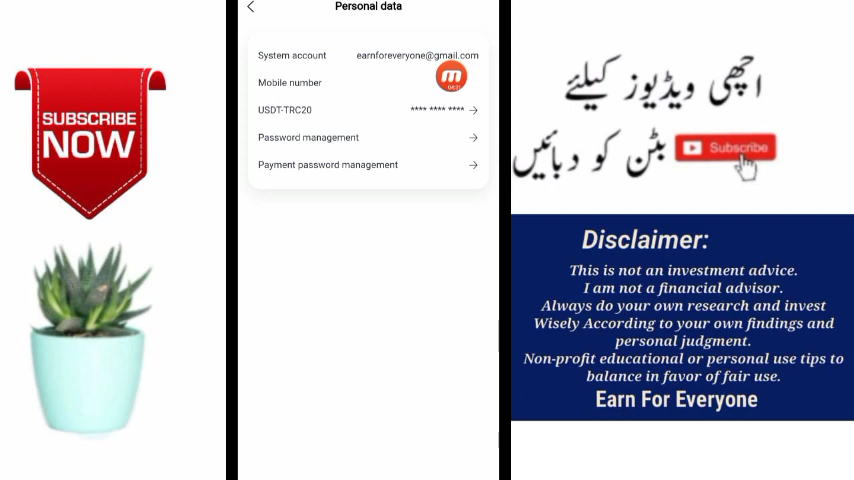 SUBSCRIBE
NOW
Personal data
System account earnforeveryone@gmail.com
Mobile number
04:21
USDT-TRC20 **** **** ****
Password management
Payment password management
اچھی ویڈیوز کیلئے
بٹن کو دبائیں Subscribe
Disclaimer:
This is not an investment advice.
I am not a financial advisor.
Always do your own research and invest
Wisely According to your own findings and
personal judgment.
Non-profit educational or personal use tips to
balance in favor of fair use.
Earn For Everyone